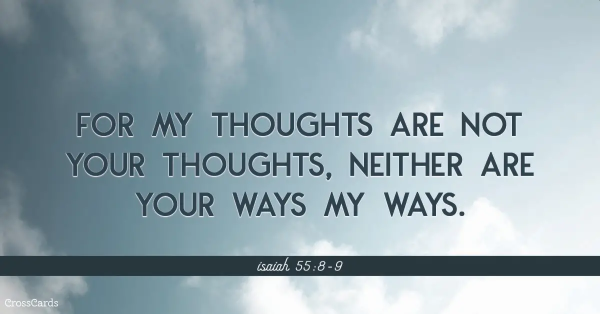 FOR MY THOUGHTS ARE NOT
YOUR THOUGHTS, NEITHER ARE
YOUR WAYS MY WAYS.
isaiah 55:8-9
CrossCards